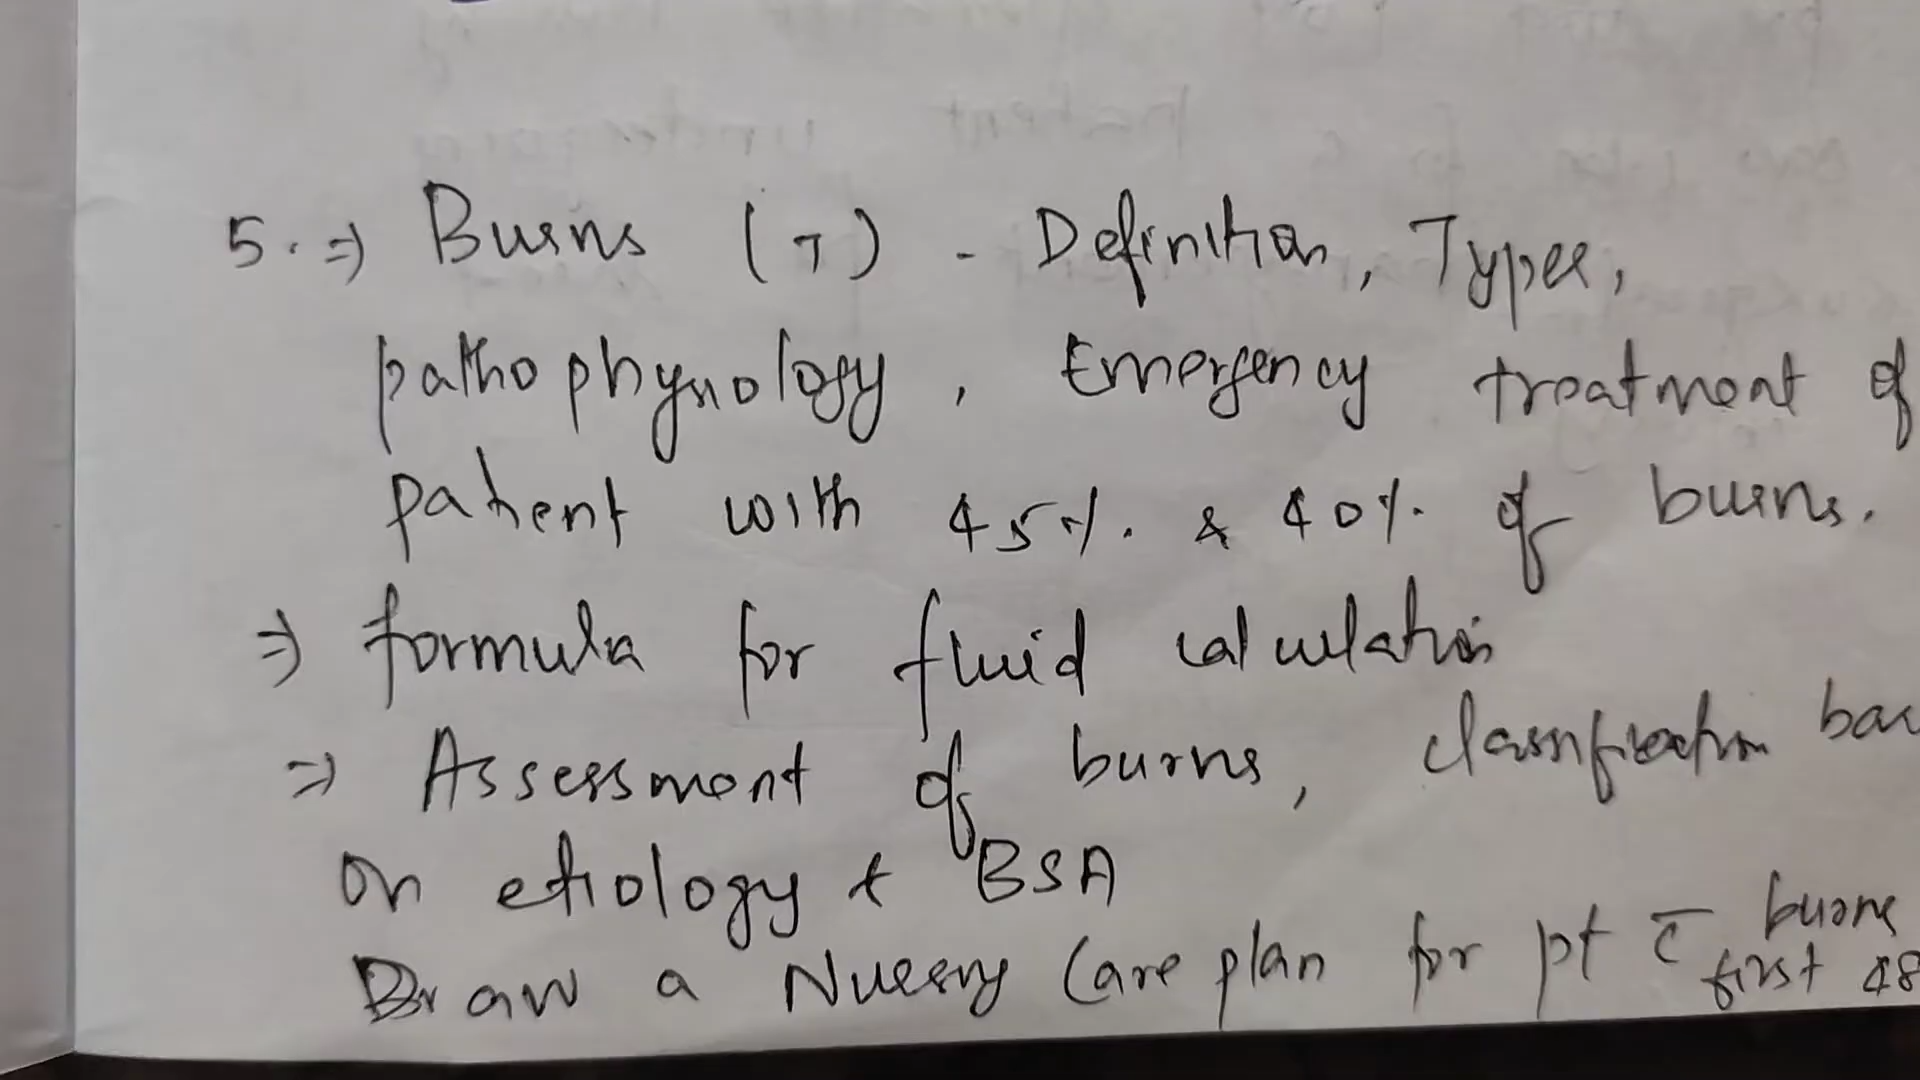 5. ⇒ Burns (T) - Definition, Types,
pathophysiology, Emergency treatment of
patient with 45% & 40% of burns.
⇒ formula for fluid calculation
⇒ Assessment of burns, classification bas
on etiology & BSA
Draw a Nursing Care plan for pt c̄ burns
first 48